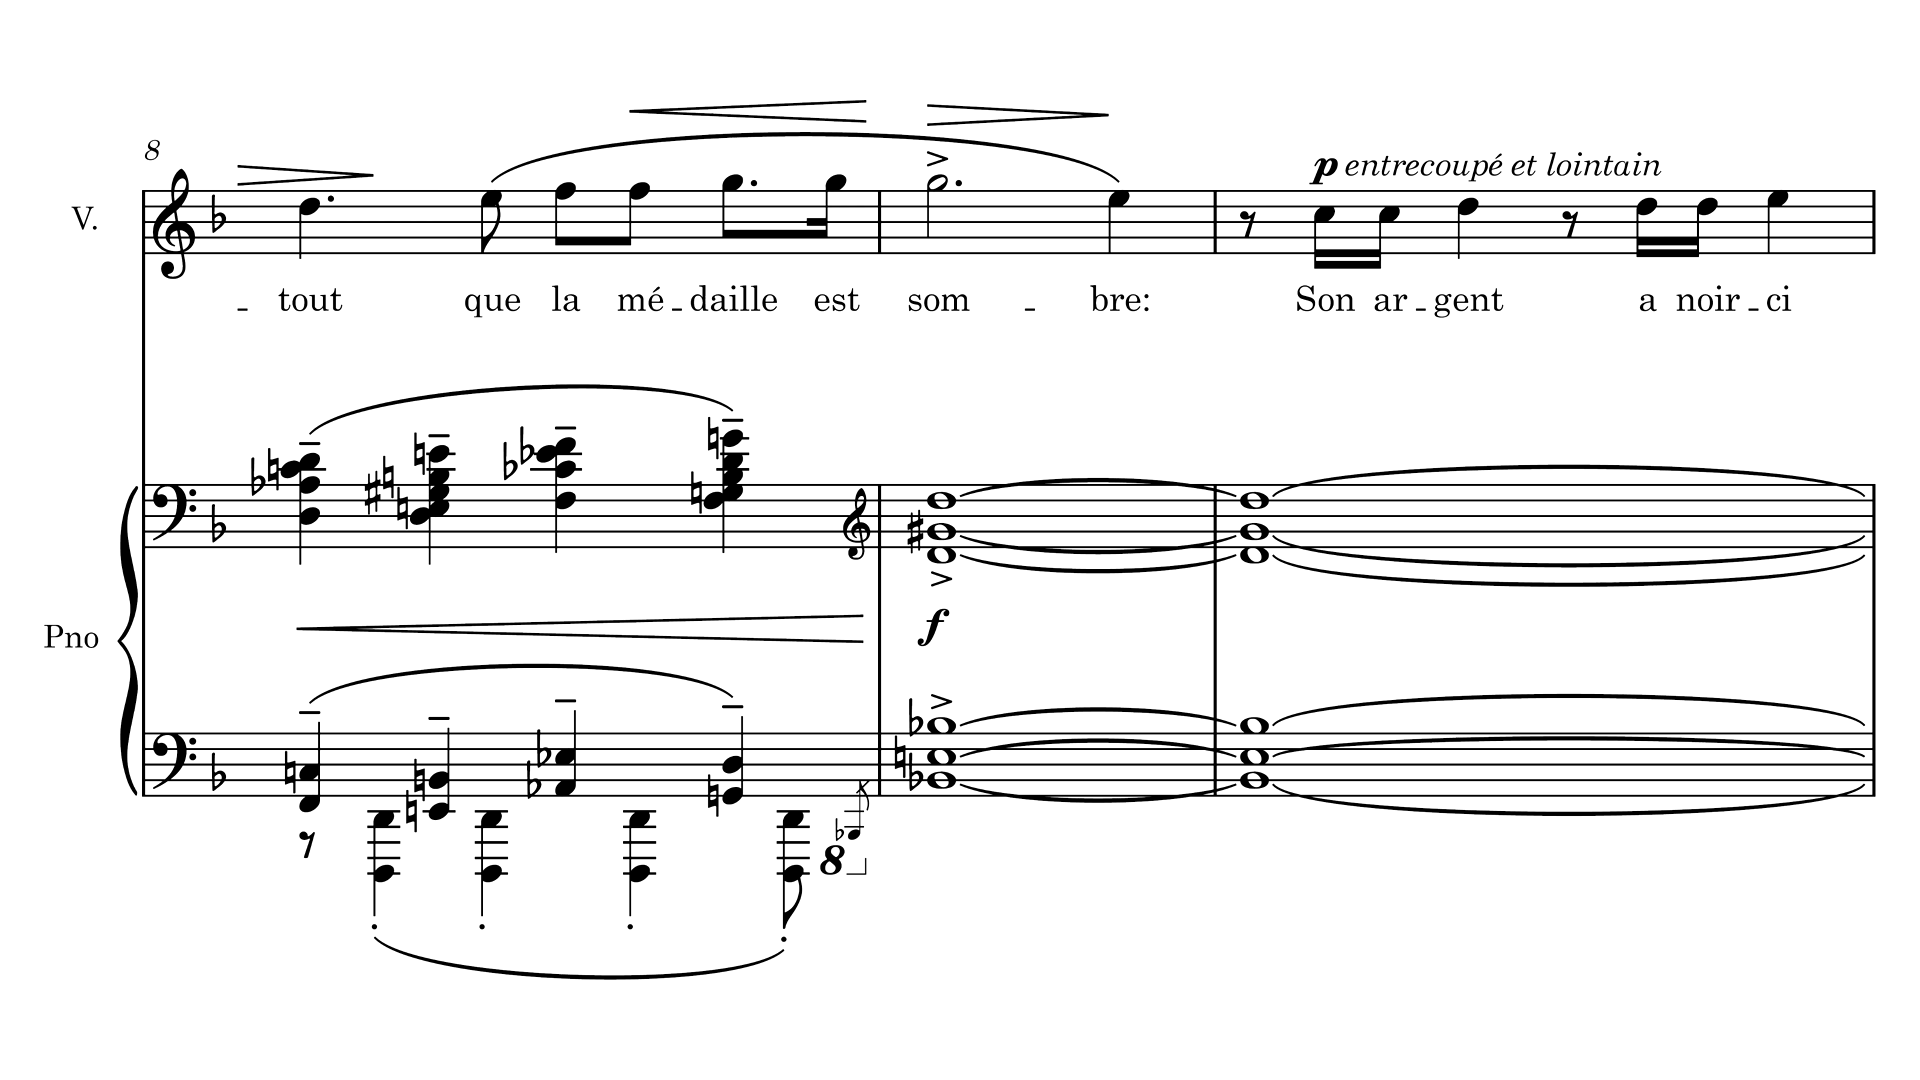 8
p entrecoupé et lointain
V.
- tout que la mé - daille est som - bre: Son ar - gent a noir - ci
Pno
f
8